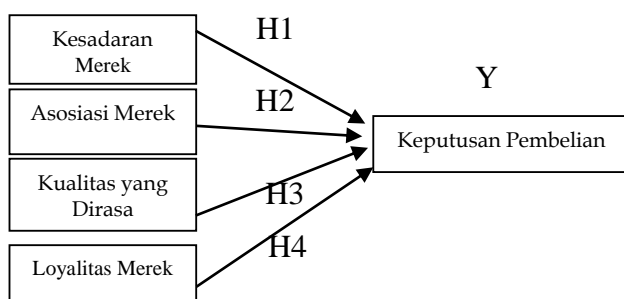 Kesadaran
Merek
H1
Asosiasi Merek
H2
Y
Keputusan Pembelian
Kualitas yang
Dirasa
H3
Loyalitas Merek
H4